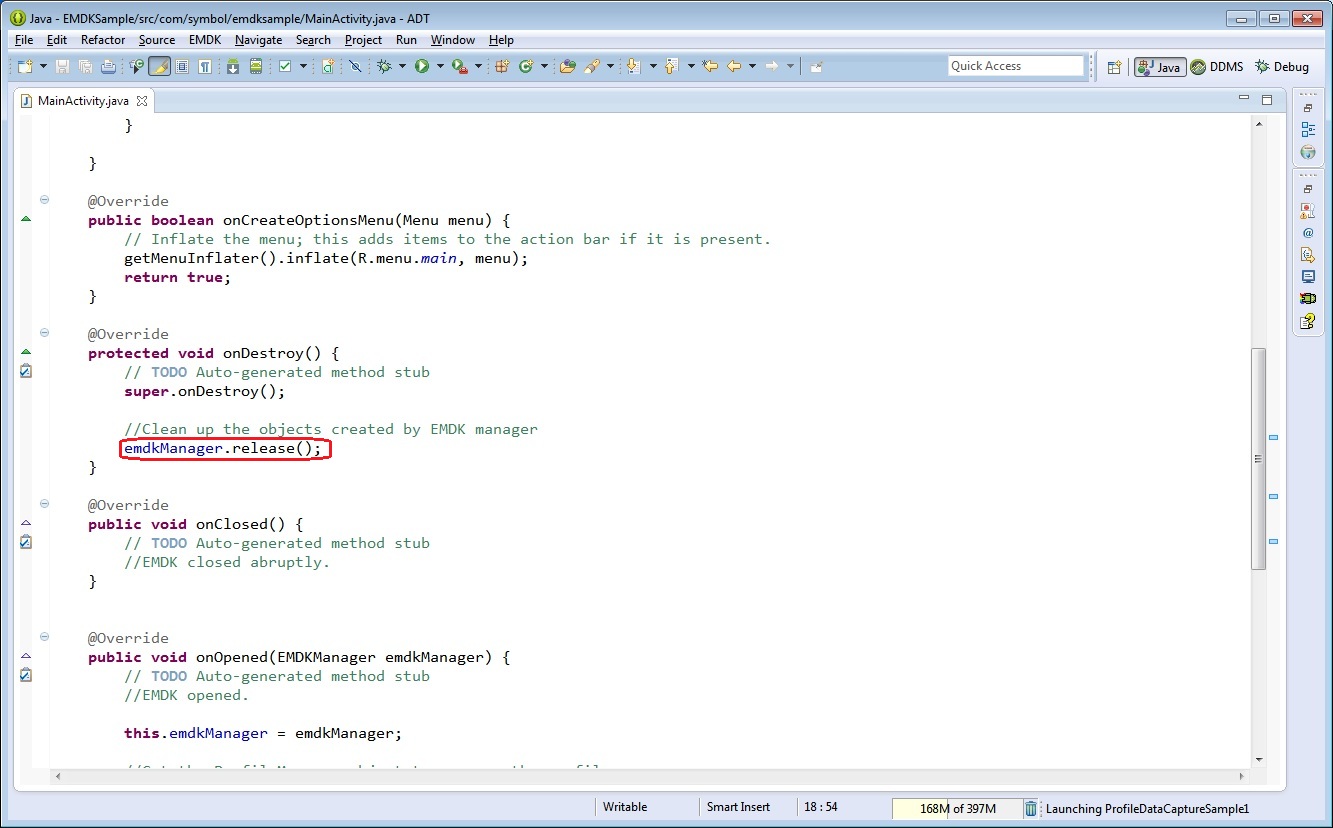 Java - EMDKSample/src/com/symbol/emdksample/MainActivity.java - ADT
File Edit Refactor Source EMDK Navigate Search Project Run Window Help
Quick Access
Java DDMS Debug
MainActivity.java
}
}
@Override
public boolean onCreateOptionsMenu(Menu menu) {
// Inflate the menu; this adds items to the action bar if it is present.
getMenuInflater().inflate(R.menu.main, menu);
return true;
}
@Override
protected void onDestroy() {
// TODO Auto-generated method stub
super.onDestroy();
//Clean up the objects created by EMDK manager
emdkManager.release();
}
@Override
public void onClosed() {
// TODO Auto-generated method stub
//EMDK closed abruptly.
}
@Override
public void onOpened(EMDKManager emdkManager) {
// TODO Auto-generated method stub
//EMDK opened.
this.emdkManager = emdkManager;
Writable Smart Insert 18 : 54 168M of 397M Launching ProfileDataCaptureSample1